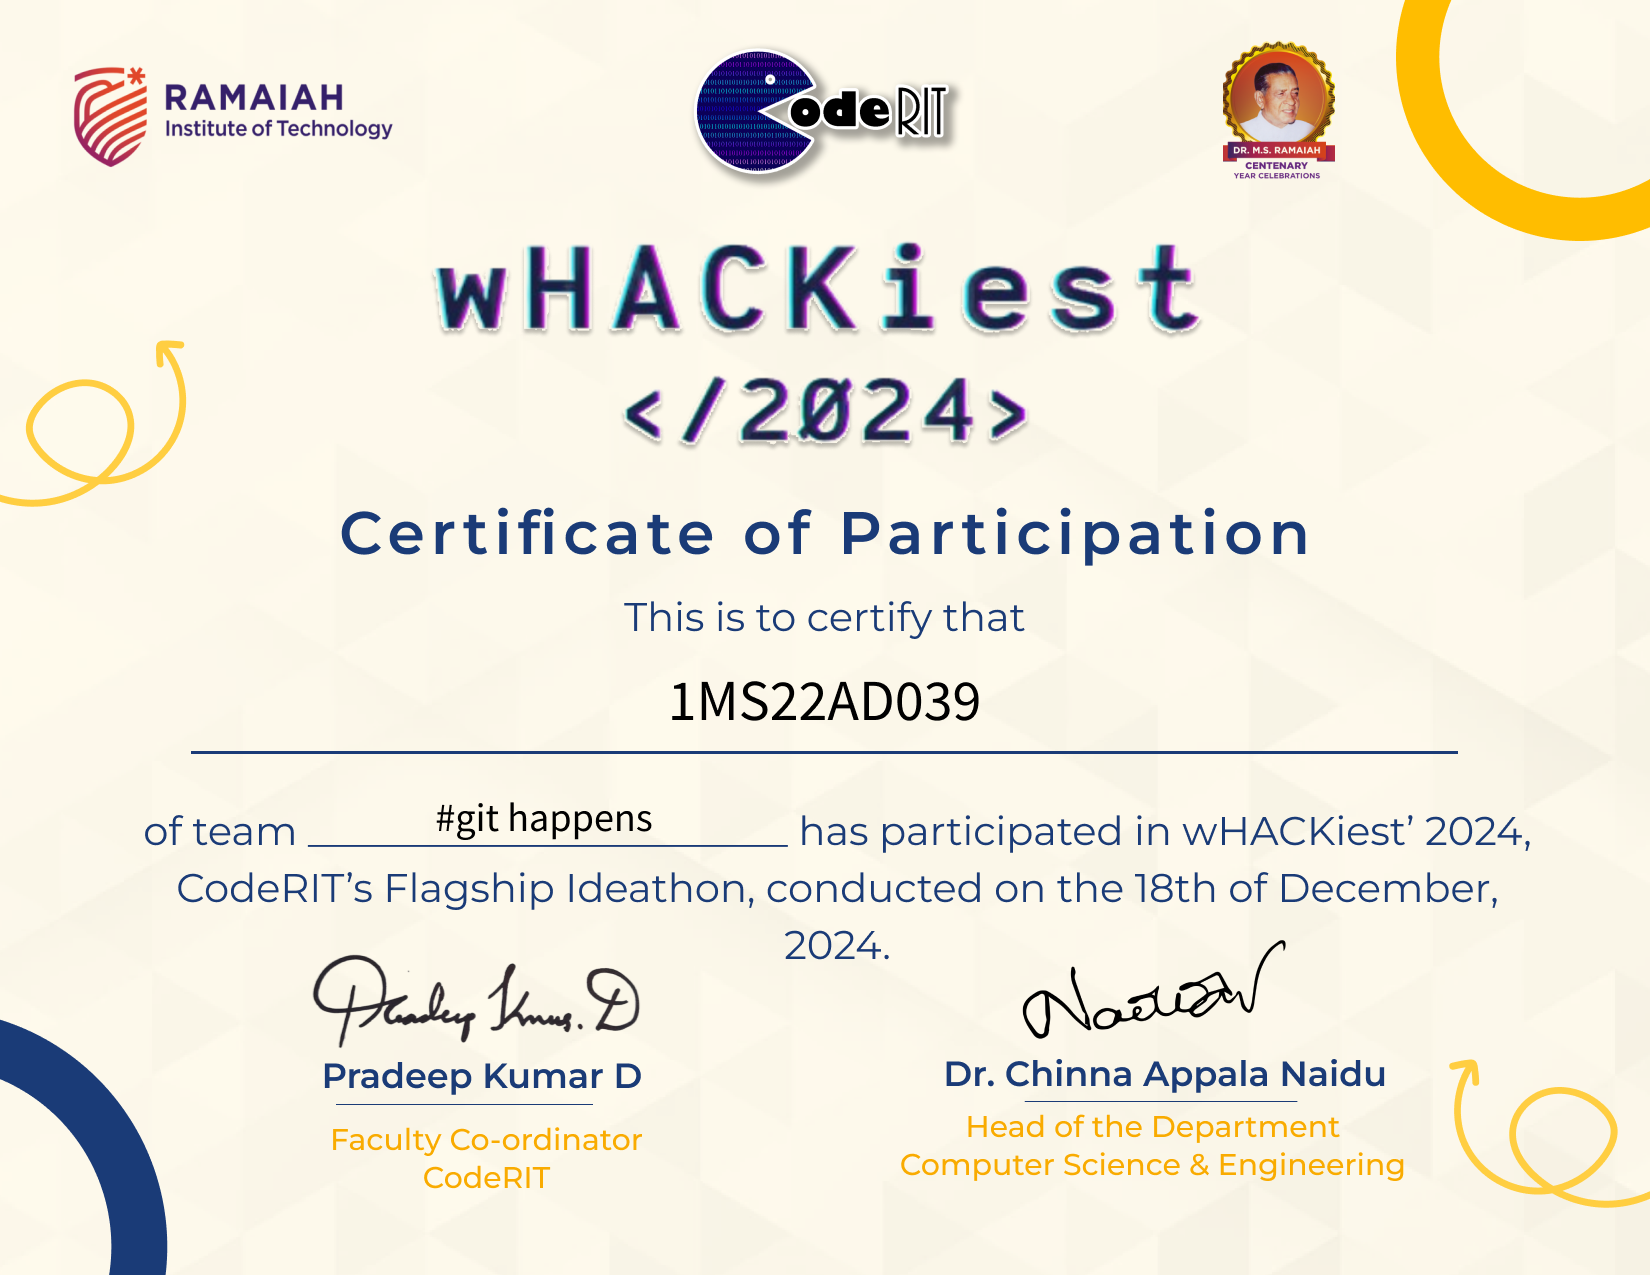 RAMAIAH
Institute of Technology
CodeRIT
DR. M.S. RAMAIAH
CENTENARY
YEAR CELEBRATIONS
wHACKiest
</2024>
Certificate of Participation
This is to certify that
1MS22AD039
of team #git happens has participated in wHACKiest’ 2024,
CodeRIT’s Flagship Ideathon, conducted on the 18th of December,
2024.
Pradeep Kumar D
Pradeep Kumar D
Faculty Co-ordinator
CodeRIT
Dr. Chinna Appala Naidu
Head of the Department
Computer Science & Engineering